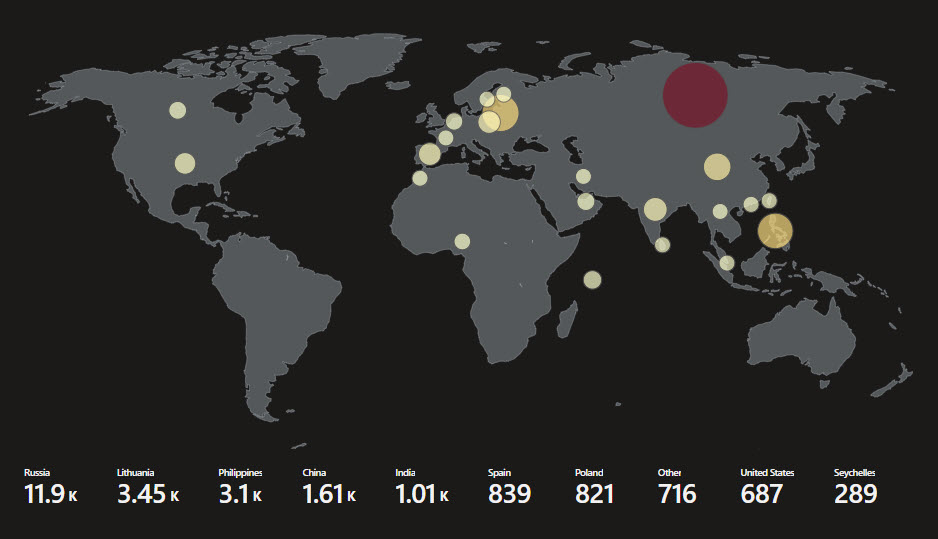 Russia Lithuania Philippines China India Spain Poland Other United States Seychelles
11.9 K 3.45 K 3.1 K 1.61 K 1.01 K 839 821 716 687 289